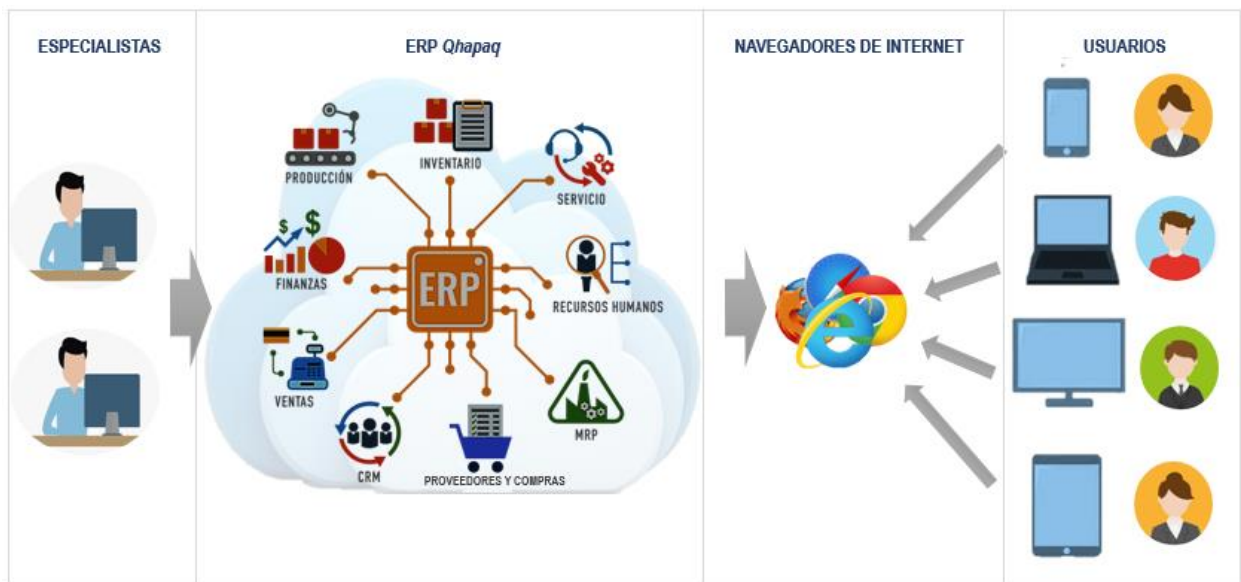 ESPECIALISTAS
ERP Qhapaq
NAVEGADORES DE INTERNET
USUARIOS
PRODUCCIÓN
INVENTARIO
SERVICIO
$ $
FINANZAS
ERP
RECURSOS HUMANOS
VENTAS
CRM
PROVEEDORES Y COMPRAS
MRP